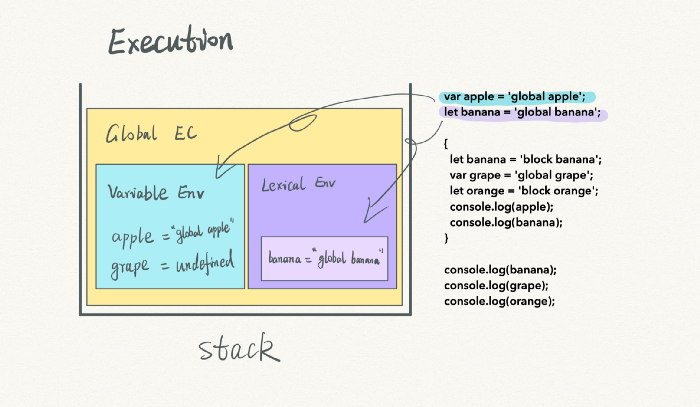 Execution
Global EC
Variable Env
apple = "global apple"
grape = undefined
Lexical Env
banana = "global banana"
stack
var apple = 'global apple';
let banana = 'global banana';
{
let banana = 'block banana';
var grape = 'global grape';
let orange = 'block orange';
console.log(apple);
console.log(banana);
}
console.log(banana);
console.log(grape);
console.log(orange);